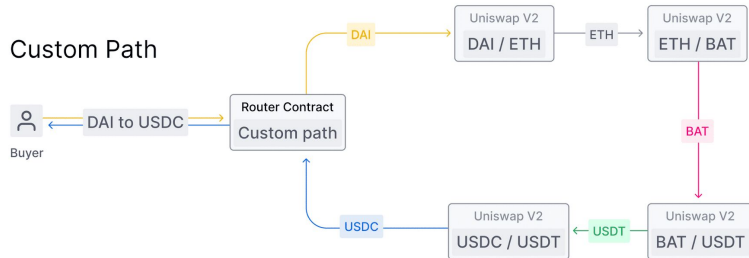 Custom Path
Buyer
DAI to USDC
Router Contract
Custom path
DAI
Uniswap V2
DAI / ETH
ETH
Uniswap V2
ETH / BAT
BAT
Uniswap V2
BAT / USDT
USDT
Uniswap V2
USDC / USDT
USDC